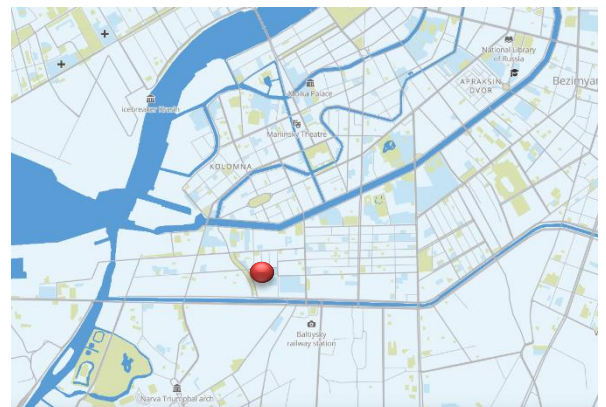 National Library
of Russia
APRAKSIN
DVOR
Moika Palace
Icebreaker Krasin
Mariinsky Theatre
KOLOMNA
Baltiysky
railway station
Narva Triumphal arch